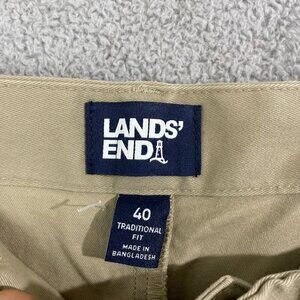 LANDS'
END
40
TRADITIONAL
FIT
MADE IN
BANGLADESH